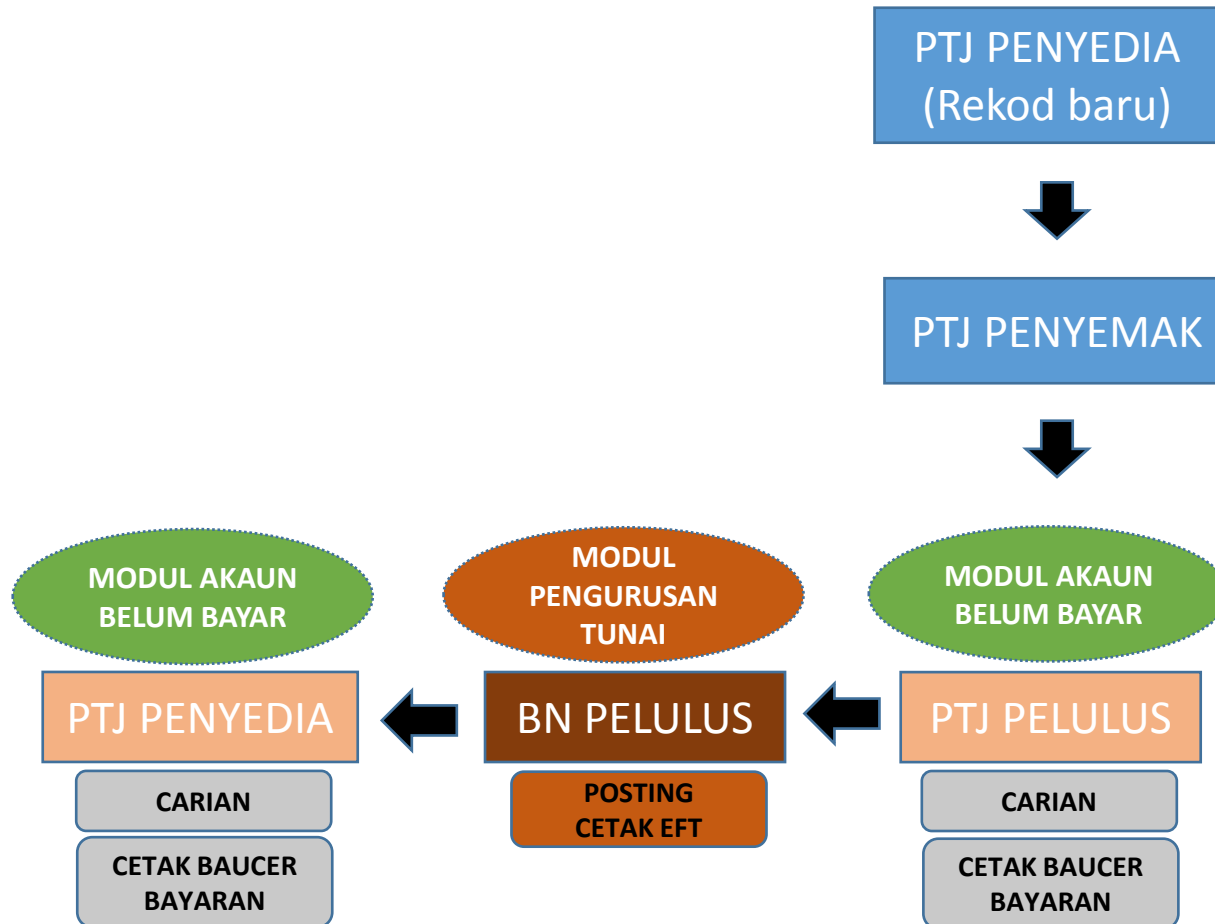 PTJ PENYEDIA
(Rekod baru)
PTJ PENYEMAK
MODUL AKAUN
BELUM BAYAR
MODUL
PENGURUSAN
TUNAI
MODUL AKAUN
BELUM BAYAR
PTJ PENYEDIA
BN PELULUS
PTJ PELULUS
CARIAN
POSTING
CETAK EFT
CARIAN
CETAK BAUCER
BAYARAN
CETAK BAUCER
BAYARAN